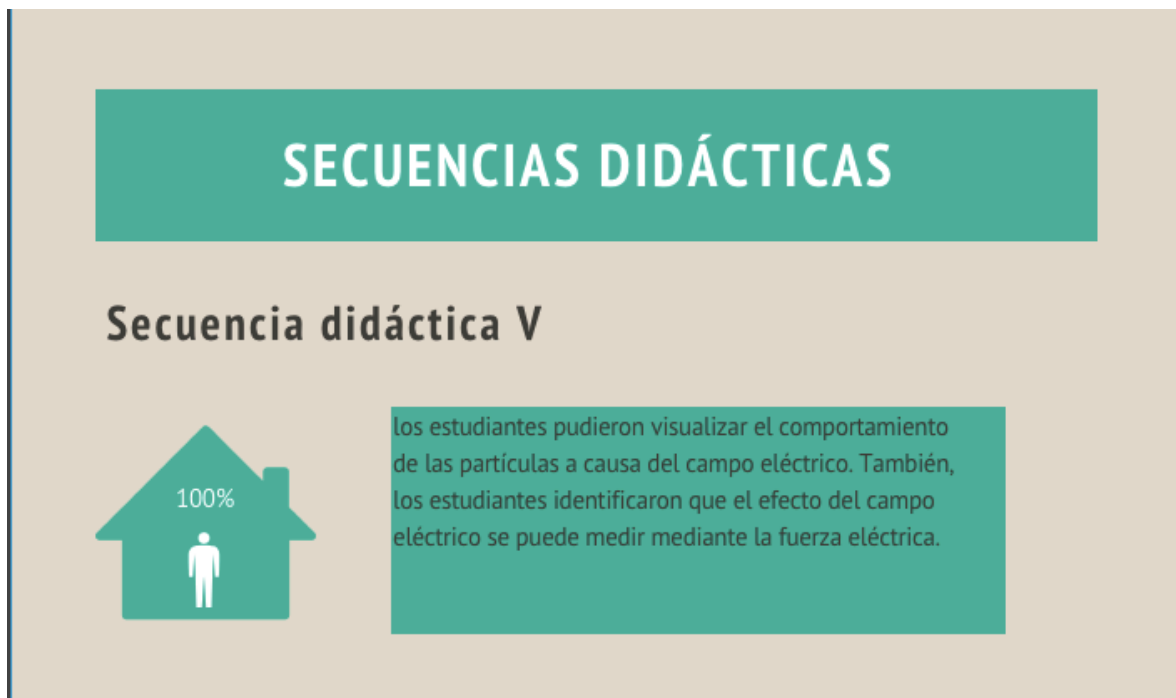 SECUENCIAS DIDÁCTICAS
Secuencia didáctica V
100%
los estudiantes pudieron visualizar el comportamiento
de las partículas a causa del campo eléctrico. También,
los estudiantes identificaron que el efecto del campo
eléctrico se puede medir mediante la fuerza eléctrica.